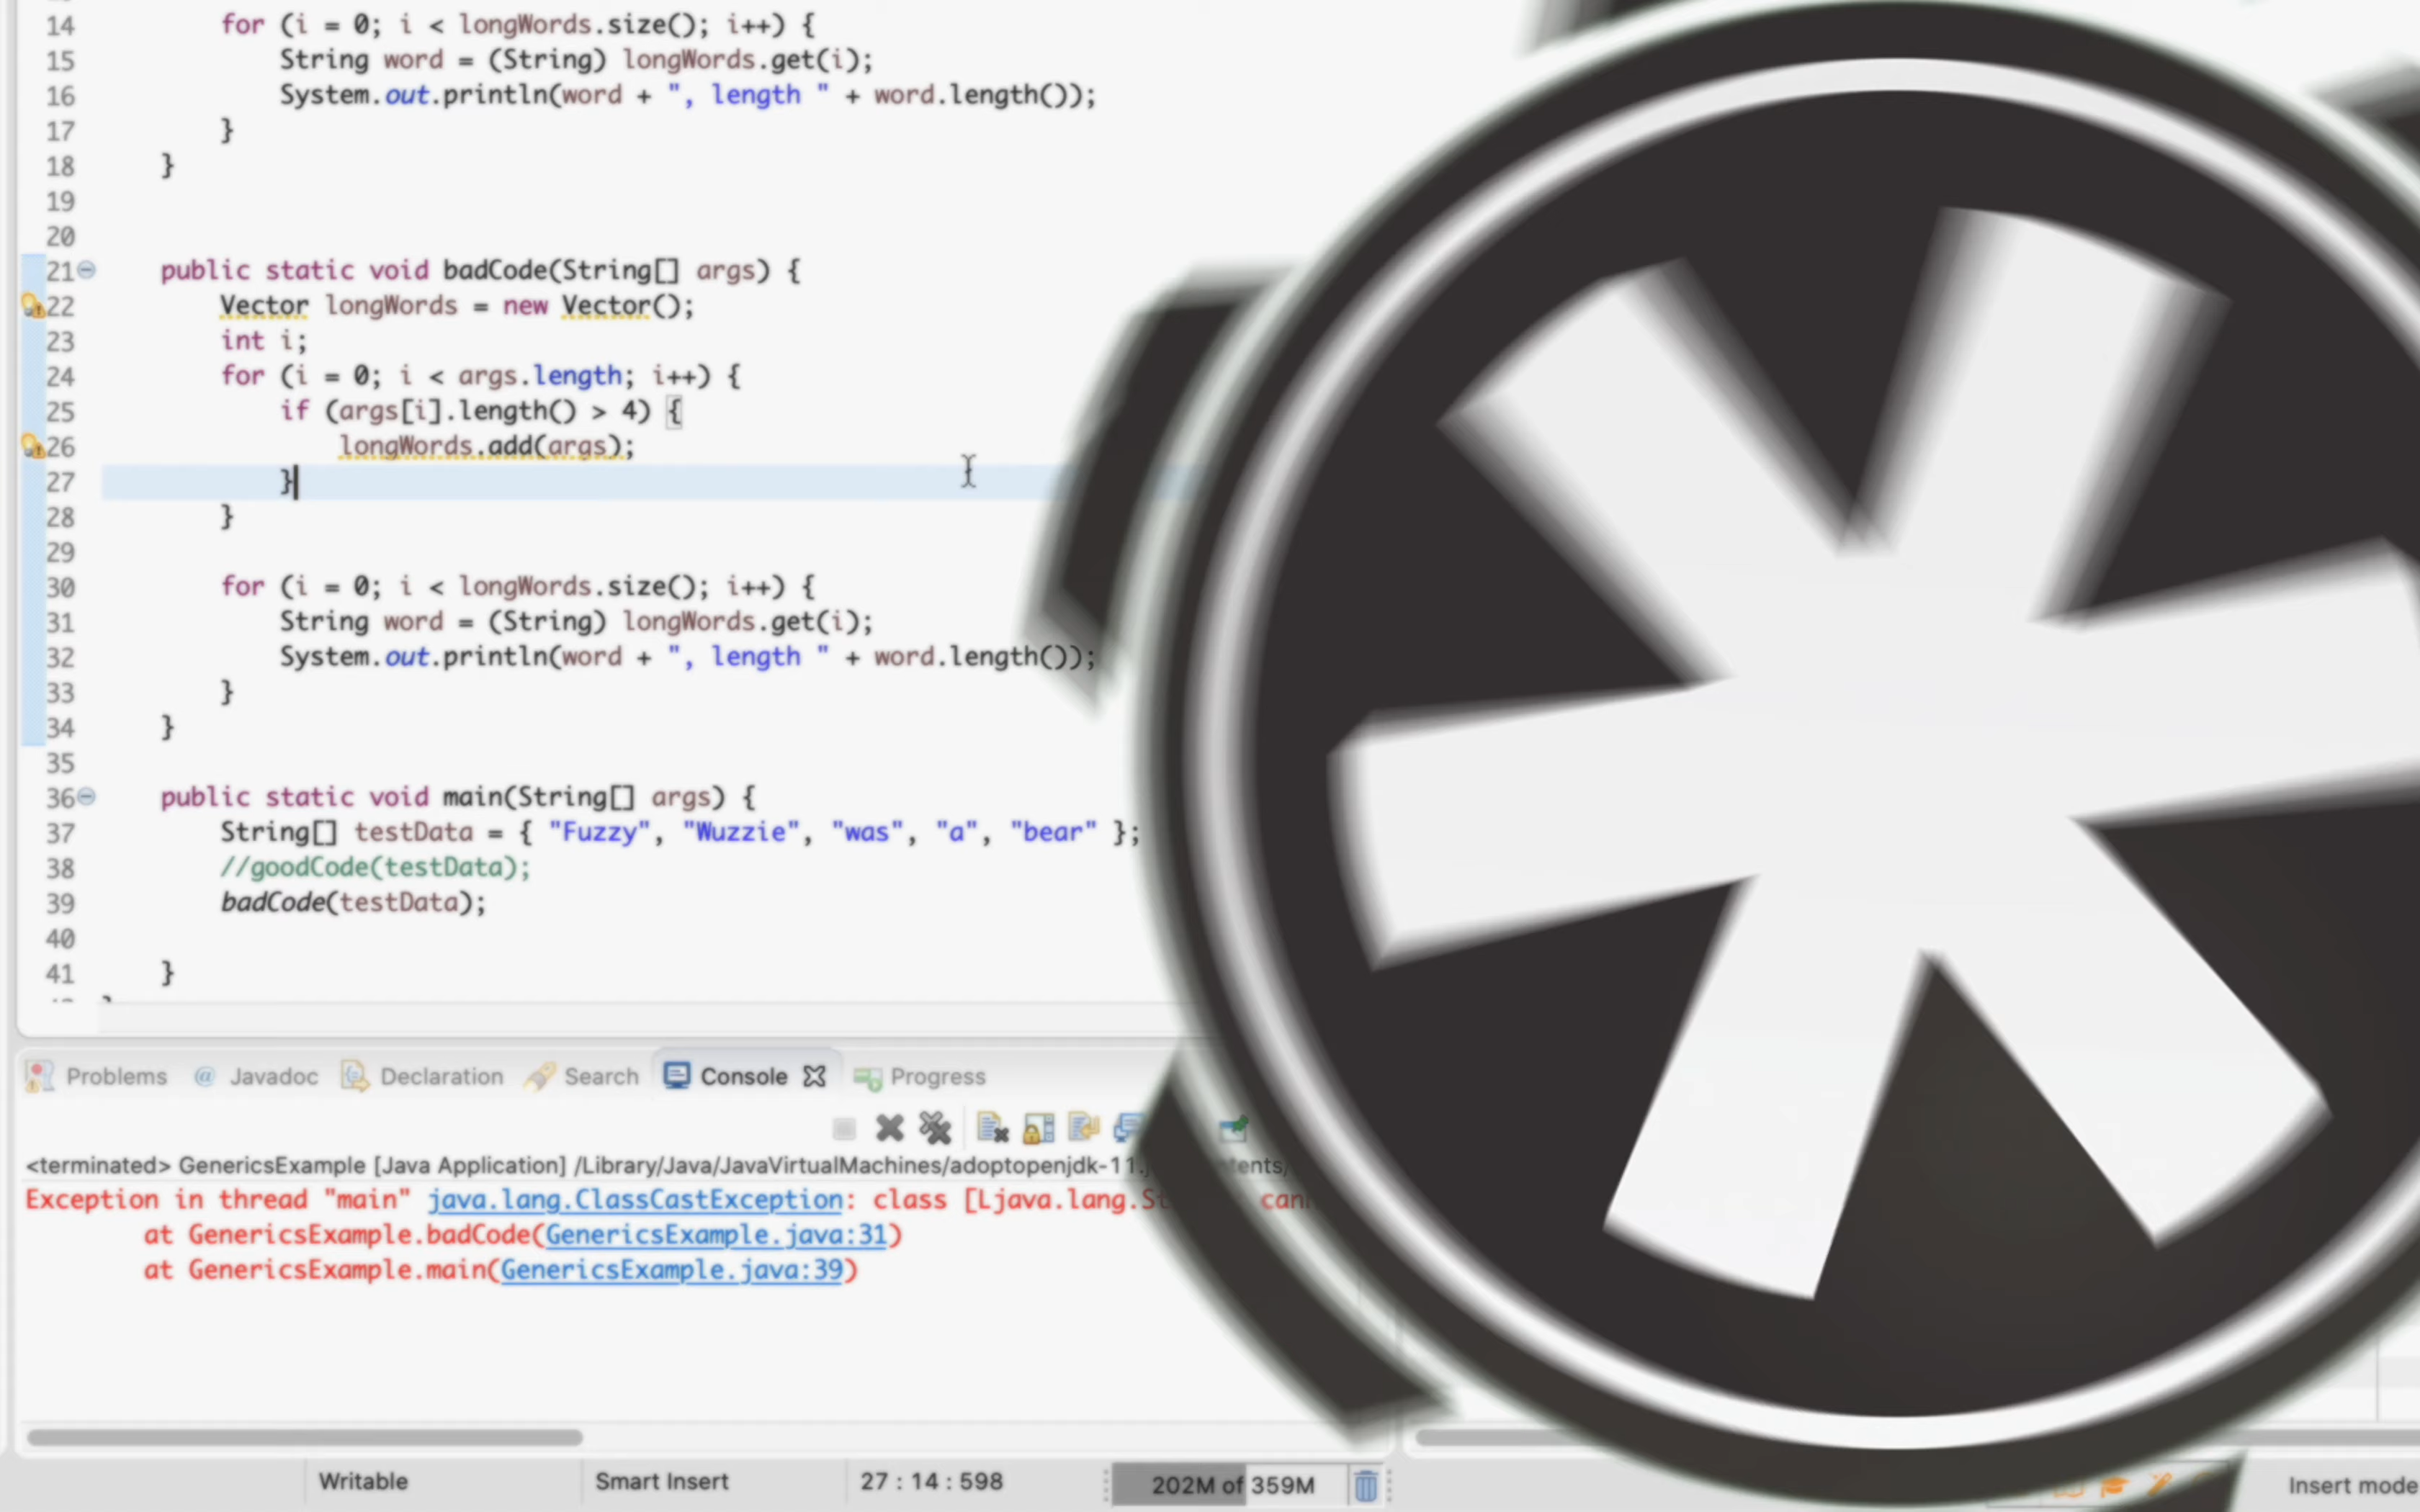 14 for (i = 0; i < longWords.size(); i++) {
15 String word = (String) longWords.get(i);
16 System.out.println(word + ", length " + word.length());
17 }
18 }
19
20
21 public static void badCode(String[] args) {
22 Vector longWords = new Vector();
23 int i;
24 for (i = 0; i < args.length; i++) {
25 if (args[i].length() > 4) {
26 longWords.add(args);
27 }
28 }
29
30 for (i = 0; i < longWords.size(); i++) {
31 String word = (String) longWords.get(i);
32 System.out.println(word + ", length " + word.length());
33 }
34 }
35
36 public static void main(String[] args) {
37 String[] testData = { "Fuzzy", "Wuzzie", "was", "a", "bear" };
38 //goodCode(testData);
39 badCode(testData);
40
41 }
Problems @ Javadoc Declaration Search Console Progress
<terminated> GenericsExample [Java Application] /Library/Java/JavaVirtualMachines/adoptopenjdk-11
Exception in thread "main" java.lang.ClassCastException: class [Ljava.lang.
at GenericsExample.badCode(GenericsExample.java:31)
at GenericsExample.main(GenericsExample.java:39)
Writable Smart Insert 27 : 14 : 598 202M of 359M Insert mode